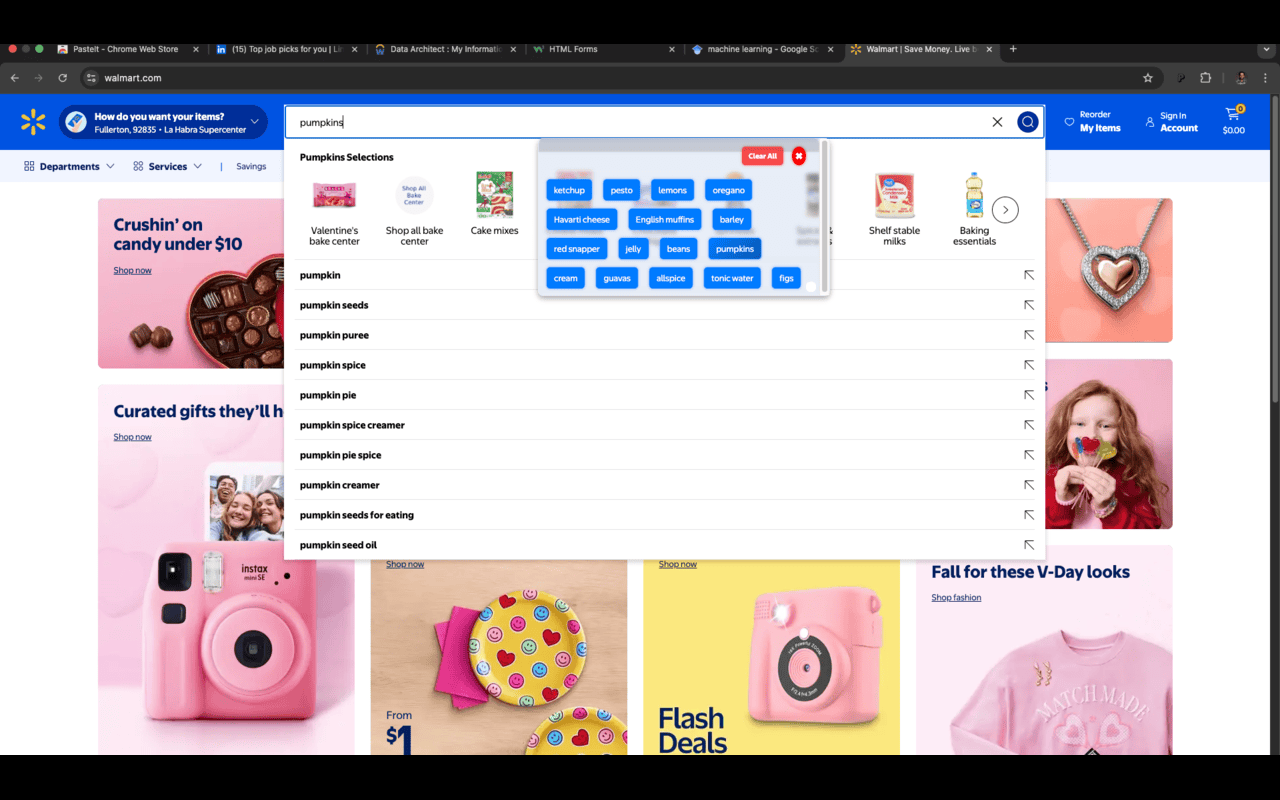 PasteIt - Chrome Web Store
(15) Top job picks for you | Li
Data Architect : My Informatic
HTML Forms
machine learning - Google Sc
Walmart | Save Money. Live b
walmart.com
How do you want your items?
Fullerton, 92835 • La Habra Supercenter
pumpkins
Reorder
My Items
Sign In
Account
0
$0.00
Departments
Services
Savings
Pumpkins Selections
Valentine's
bake center
Shop All
Bake
Center
Shop all bake
center
Cake mixes
Shelf stable
milks
Baking
essentials
Clear All
ketchup
pesto
lemons
oregano
Havarti cheese
English muffins
barley
red snapper
jelly
beans
pumpkins
cream
guavas
allspice
tonic water
figs
pumpkin
pumpkin seeds
pumpkin puree
pumpkin spice
pumpkin pie
pumpkin spice creamer
pumpkin pie spice
pumpkin creamer
pumpkin seeds for eating
pumpkin seed oil
Crushin' on
candy under $10
Shop now
Curated gifts they'll h
Shop now
instax
mini SE
Shop now
From
$1
Shop now
Flash
Deals
Fall for these V-Day looks
Shop fashion
MATCH MADE